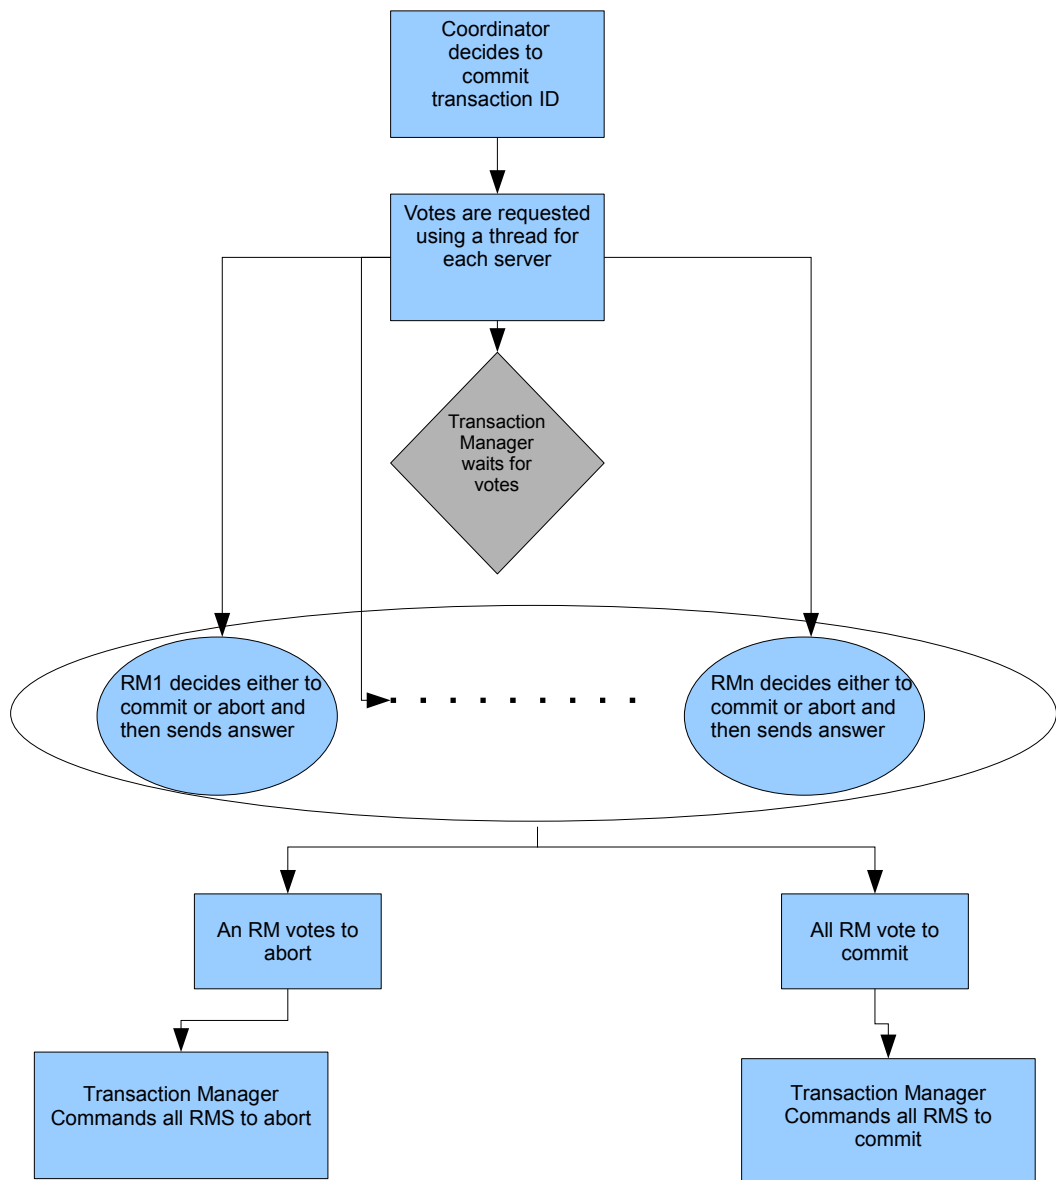 Coordinator
decides to
commit
transaction ID
Votes are requested
using a thread for
each server
Transaction
Manager
waits for
votes
RM1 decides either to
commit or abort and
then sends answer
RMn decides either to
commit or abort and
then sends answer
An RM votes to
abort
All RM vote to
commit
Transaction Manager
Commands all RMS to abort
Transaction Manager
Commands all RMS to
commit